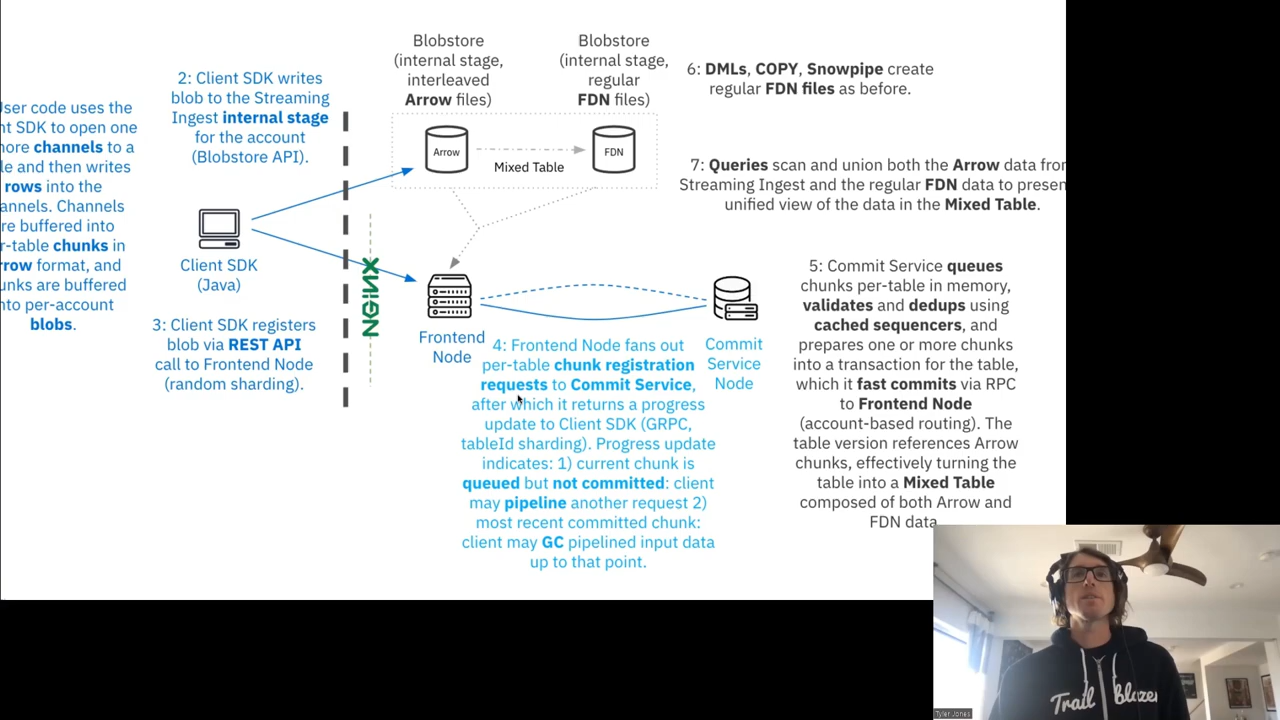 User code uses the
nt SDK to open one
more channels to a
le and then writes
rows into the
annels. Channels
re buffered into
r-table chunks in
rrow format, and
unks are buffered
nto per-account
blobs.
2: Client SDK writes
blob to the Streaming
Ingest internal stage
for the account
(Blobstore API).
Client SDK
(Java)
3: Client SDK registers
blob via REST API
call to Frontend Node
(random sharding).
NGINX
Blobstore
(internal stage,
interleaved
Arrow files)
Blobstore
(internal stage,
regular
FDN files)
Arrow
Mixed Table
FDN
Frontend
Node
4: Frontend Node fans out
per-table chunk registration
requests to Commit Service,
after which it returns a progress
update to Client SDK (GRPC,
tableId sharding). Progress update
indicates: 1) current chunk is
queued but not committed: client
may pipeline another request 2)
most recent committed chunk:
client may GC pipelined input data
up to that point.
Commit
Service
Node
6: DMLs, COPY, Snowpipe create
regular FDN files as before.
7: Queries scan and union both the Arrow data from
Streaming Ingest and the regular FDN data to presen
unified view of the data in the Mixed Table.
5: Commit Service queues
chunks per-table in memory,
validates and dedups using
cached sequencers, and
prepares one or more chunks
into a transaction for the table,
which it fast commits via RPC
to Frontend Node
(account-based routing). The
table version references Arrow
chunks, effectively turning the
table into a Mixed Table
composed of both Arrow and
FDN data
Trail Blazer
Tyler Jones